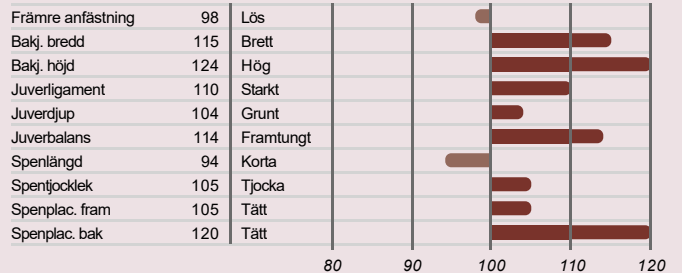 Främre anfästning 98 Lös
Bakj. bredd 115 Brett
Bakj. höjd 124 Hög
Juverligament 110 Starkt
Juverdjup 104 Grunt
Juverbalans 114 Framtungt
Spenlängd 94 Korta
Spentjocklek 105 Tjocka
Spenplac. fram 105 Tätt
Spenplac. bak 120 Tätt
80 90 100 110 120